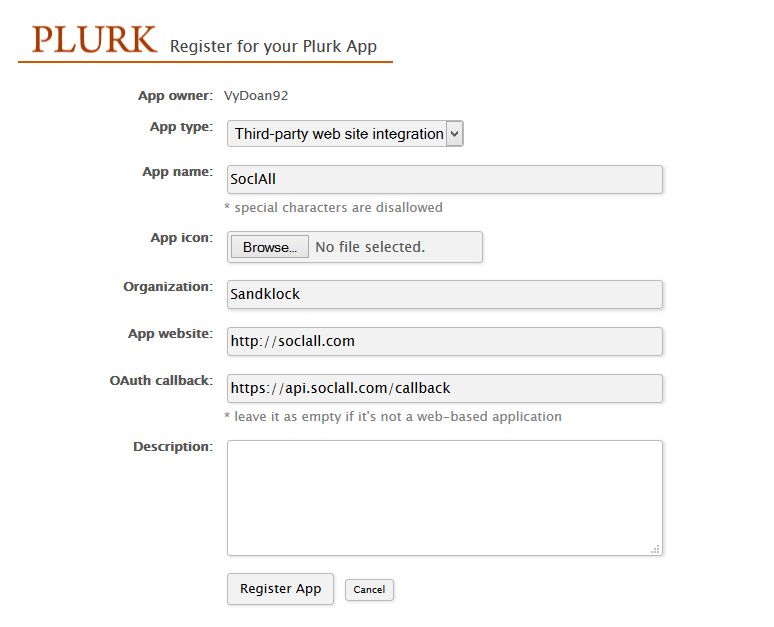 PLURK Register for your Plurk App
App owner: VyDoan92
App type: Third-party web site integration
App name: SoclAll
* special characters are disallowed
App icon: Browse... No file selected.
Organization: Sandklock
App website: http://soclall.com
OAuth callback: https://api.soclall.com/callback
* leave it as empty if it's not a web-based application
Description:
Register App Cancel